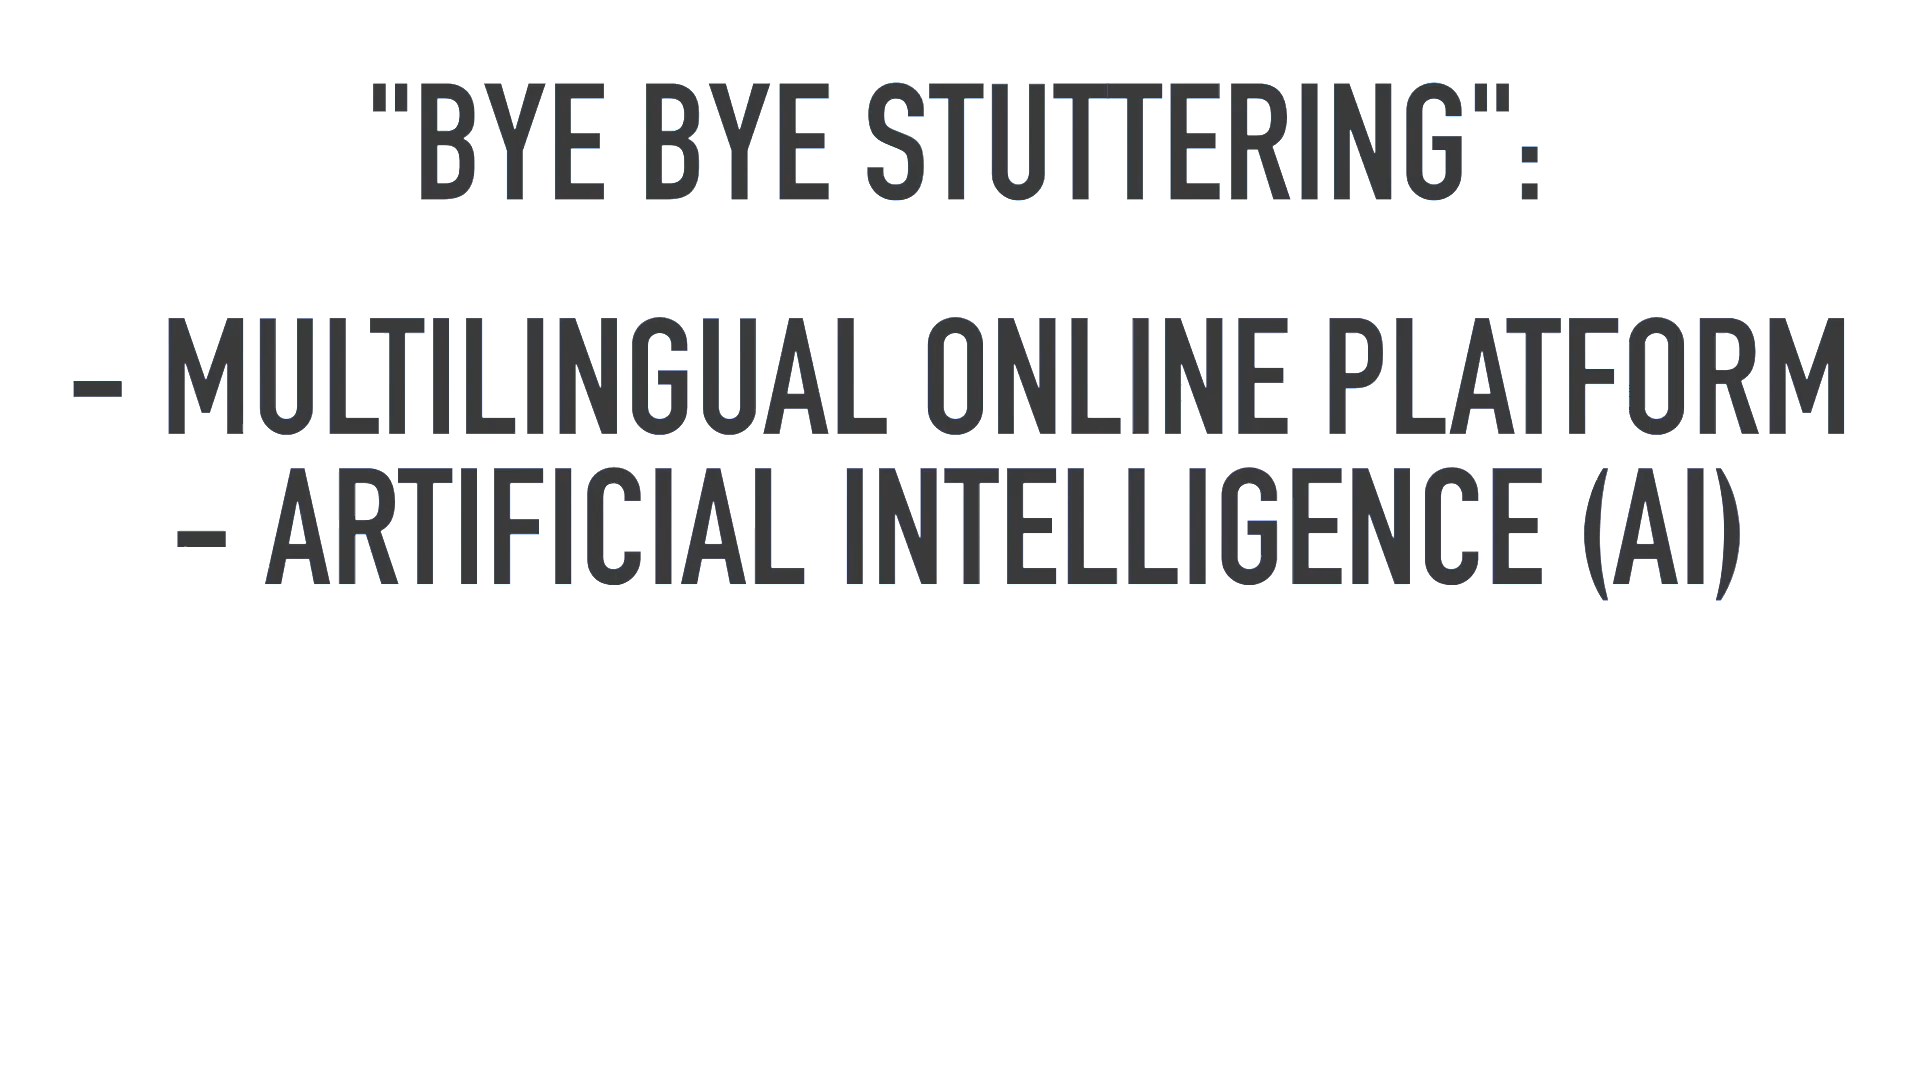 "BYE BYE STUTTERING":
- MULTILINGUAL ONLINE PLATFORM
- ARTIFICIAL INTELLIGENCE (AI)